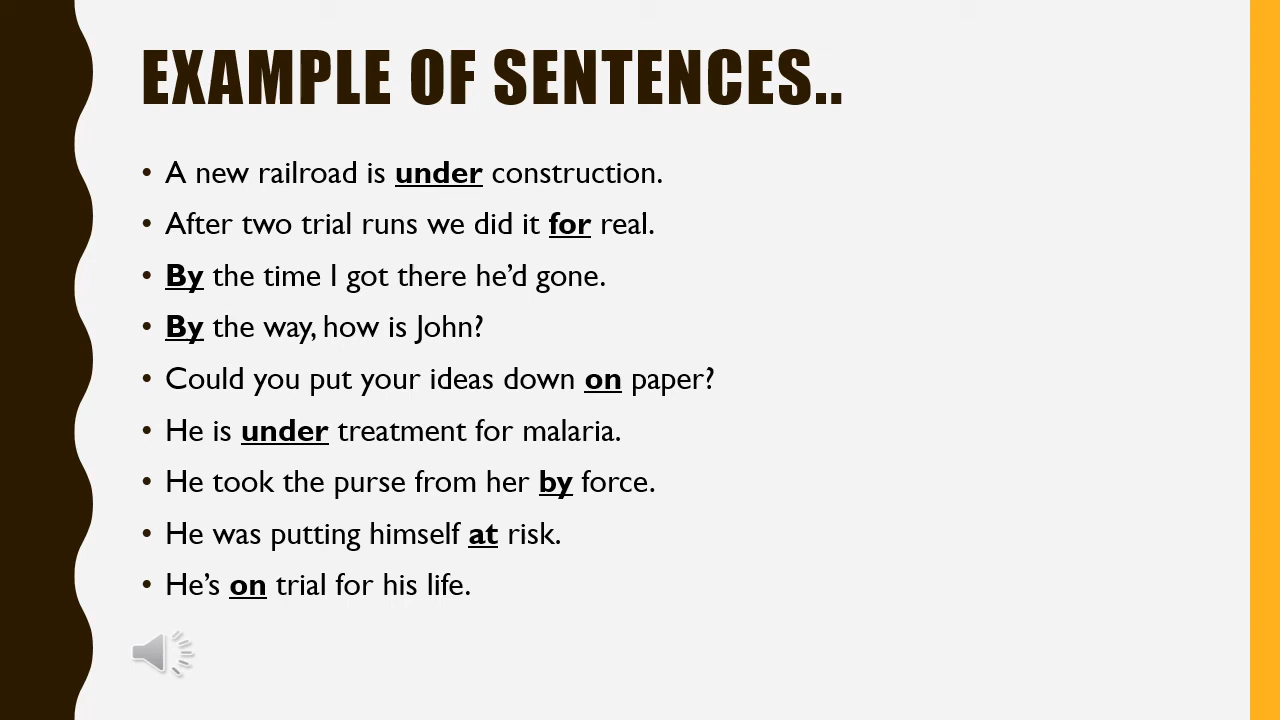 EXAMPLE OF SENTENCES..
• A new railroad is under construction.
• After two trial runs we did it for real.
• By the time I got there he’d gone.
• By the way, how is John?
• Could you put your ideas down on paper?
• He is under treatment for malaria.
• He took the purse from her by force.
• He was putting himself at risk.
• He’s on trial for his life.